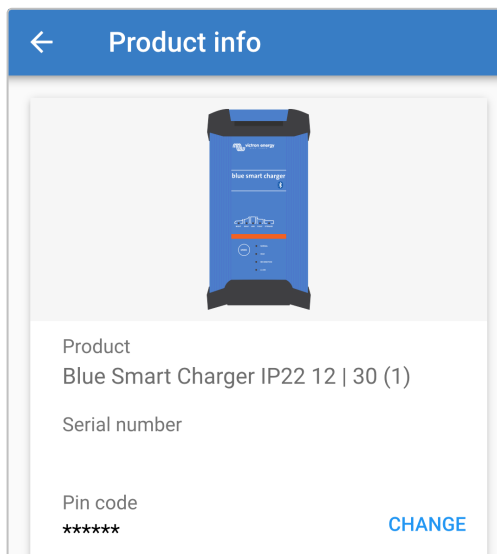 Product info
victron energy
blue smart charger
Product
Blue Smart Charger IP22 12 | 30 (1)
Serial number
Pin code
******
CHANGE